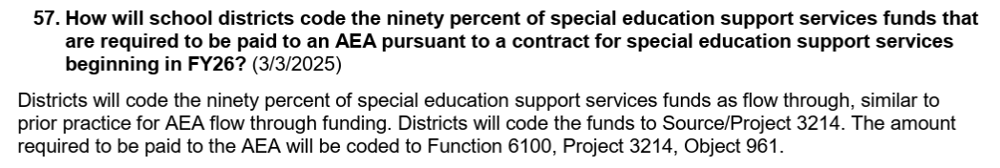 57. How will school districts code the ninety percent of special education support services funds that
are required to be paid to an AEA pursuant to a contract for special education support services
beginning in FY26? (3/3/2025)
Districts will code the ninety percent of special education support services funds as flow through, similar to
prior practice for AEA flow through funding. Districts will code the funds to Source/Project 3214. The amount
required to be paid to the AEA will be coded to Function 6100, Project 3214, Object 961.